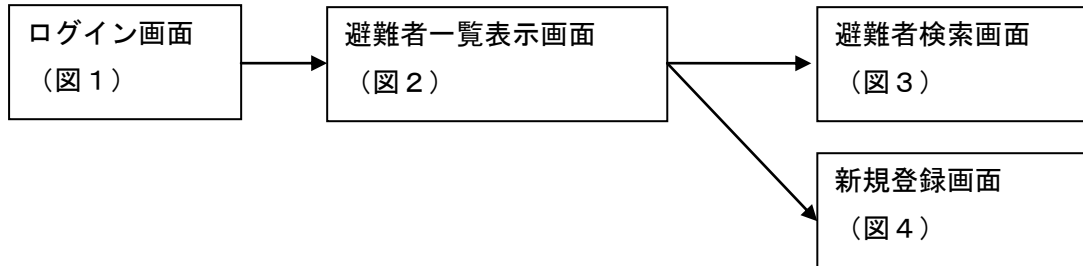 ログイン画面
（図１）
避難者一覧表示画面
（図２）
避難者検索画面
（図３）
新規登録画面
（図４）